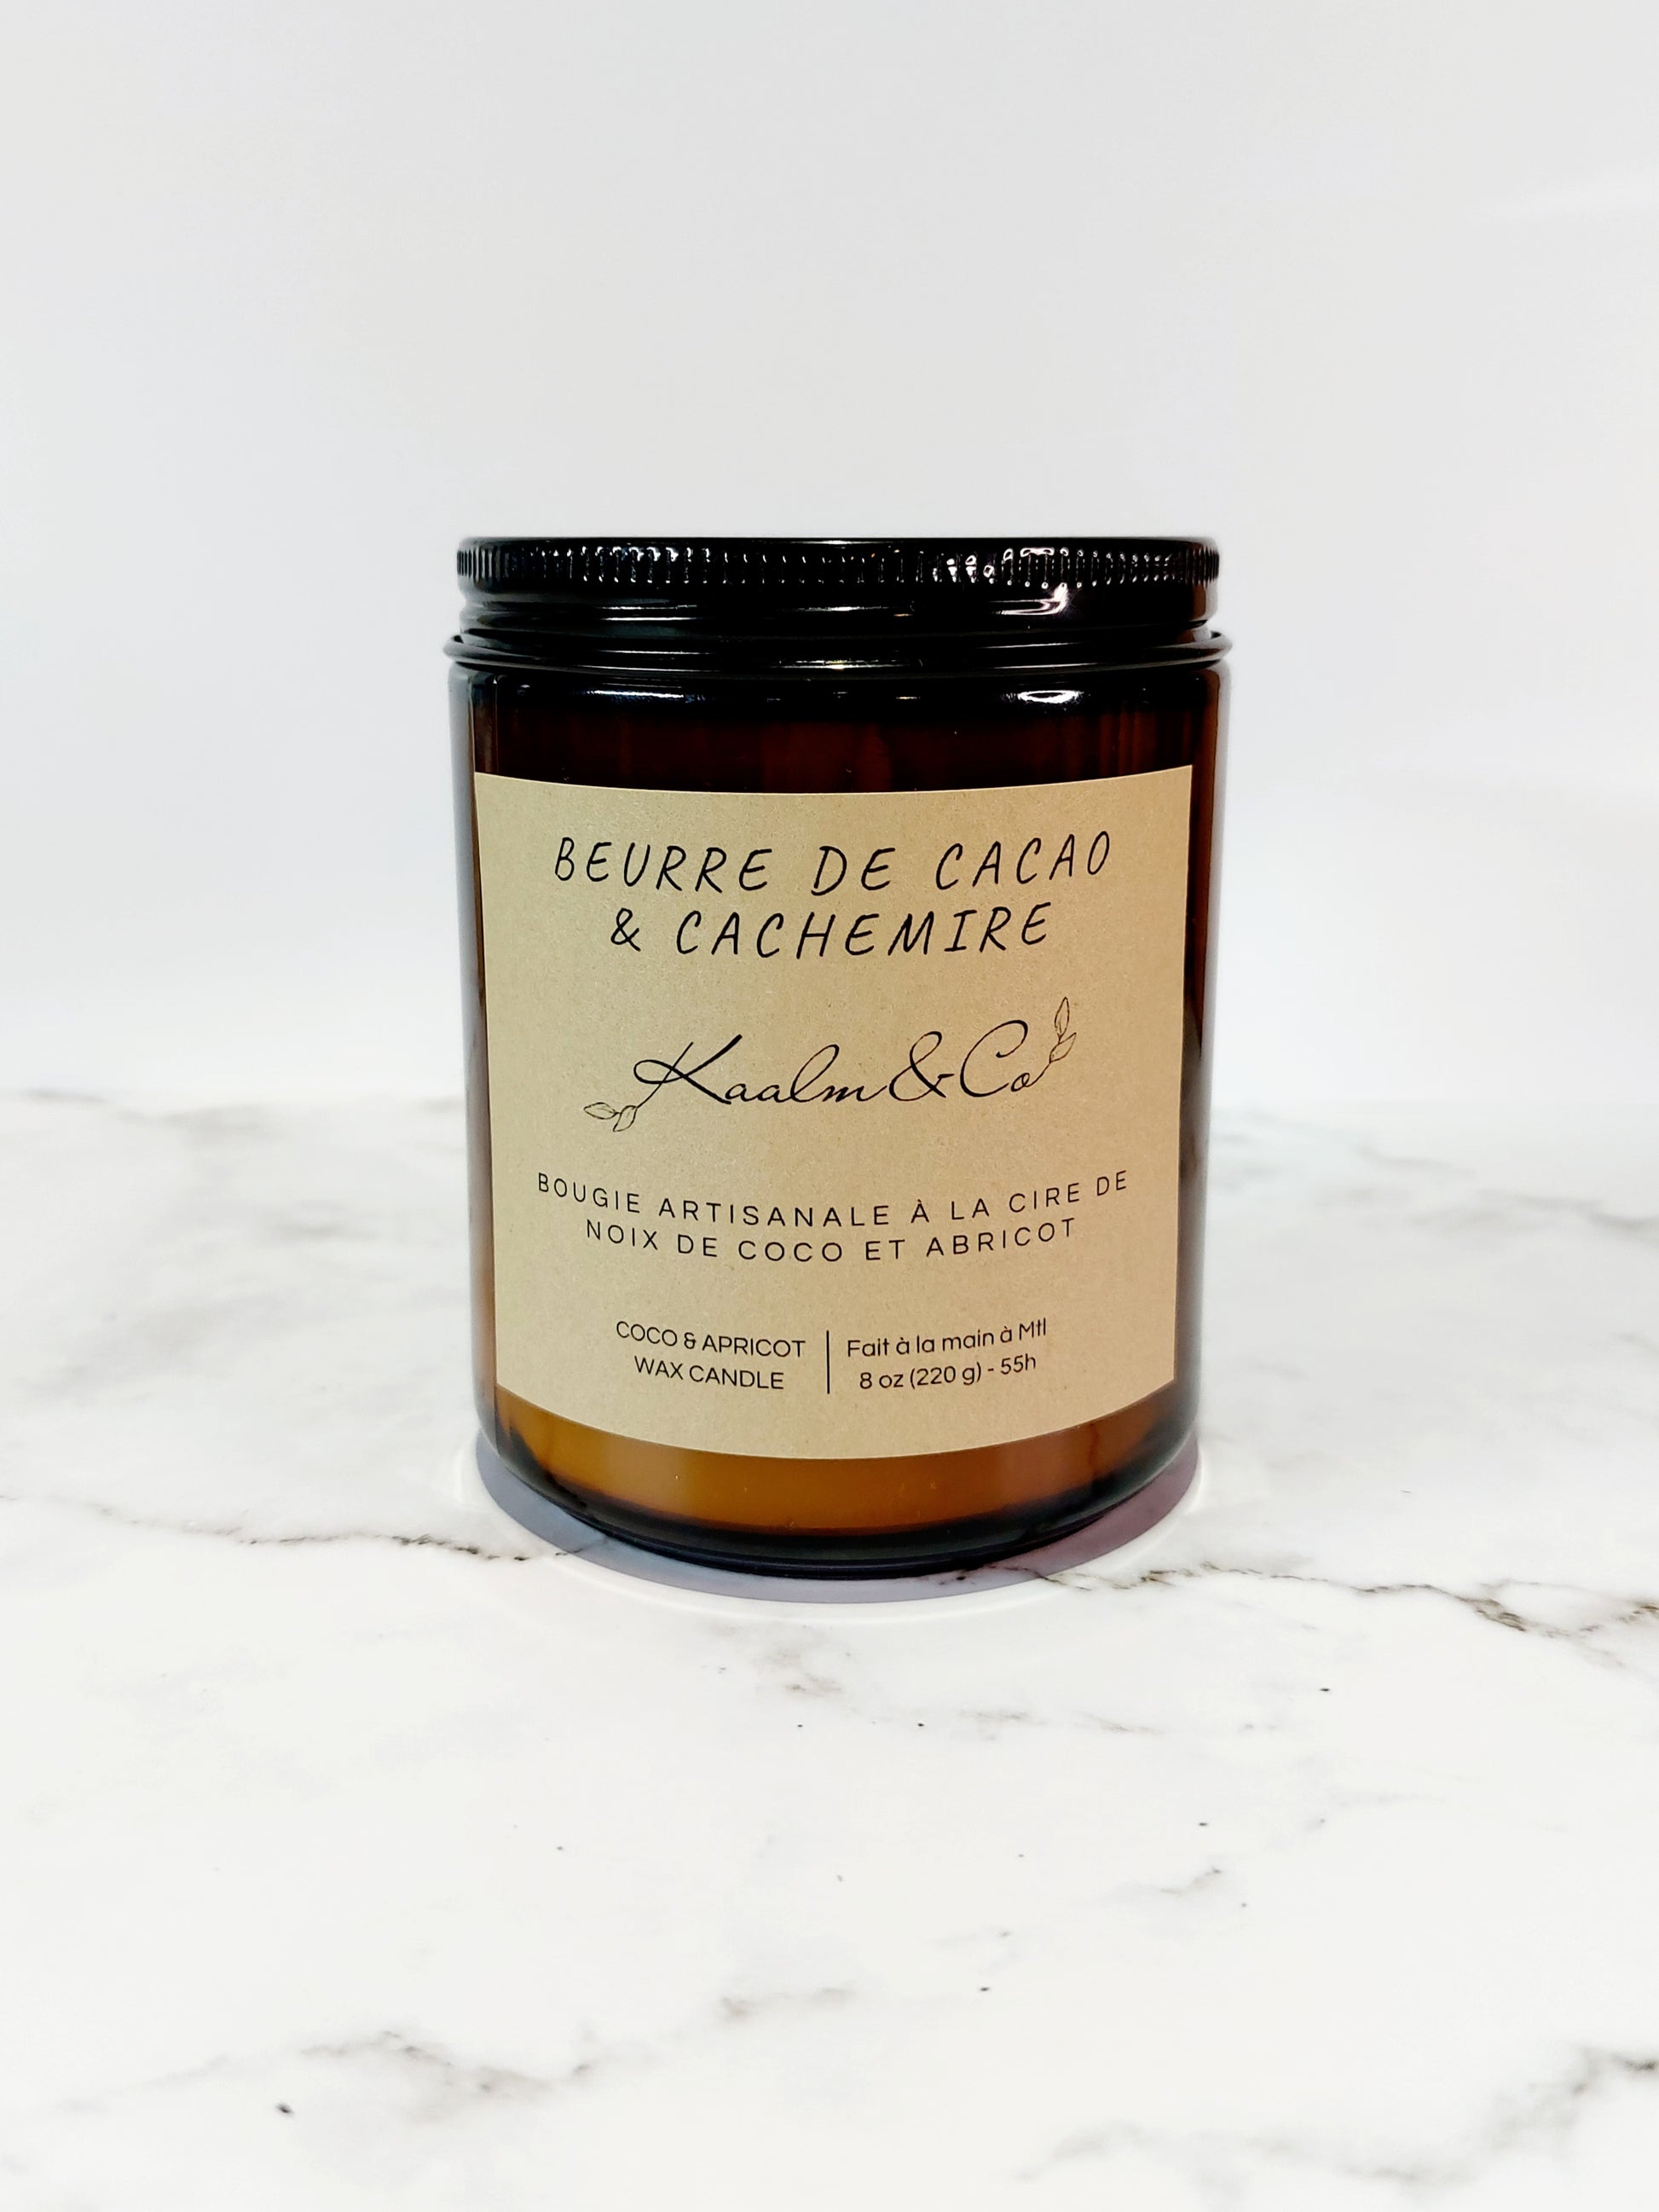 BEURRE DE CACAO
& CACHEMIRE
Kaalm&Co
BOUGIE ARTISANALE À LA CIRE DE
NOIX DE COCO ET ABRICOT
COCO & APRICOT
WAX CANDLE
Fait à la main à Mtl
8 oz (220 g) - 55h